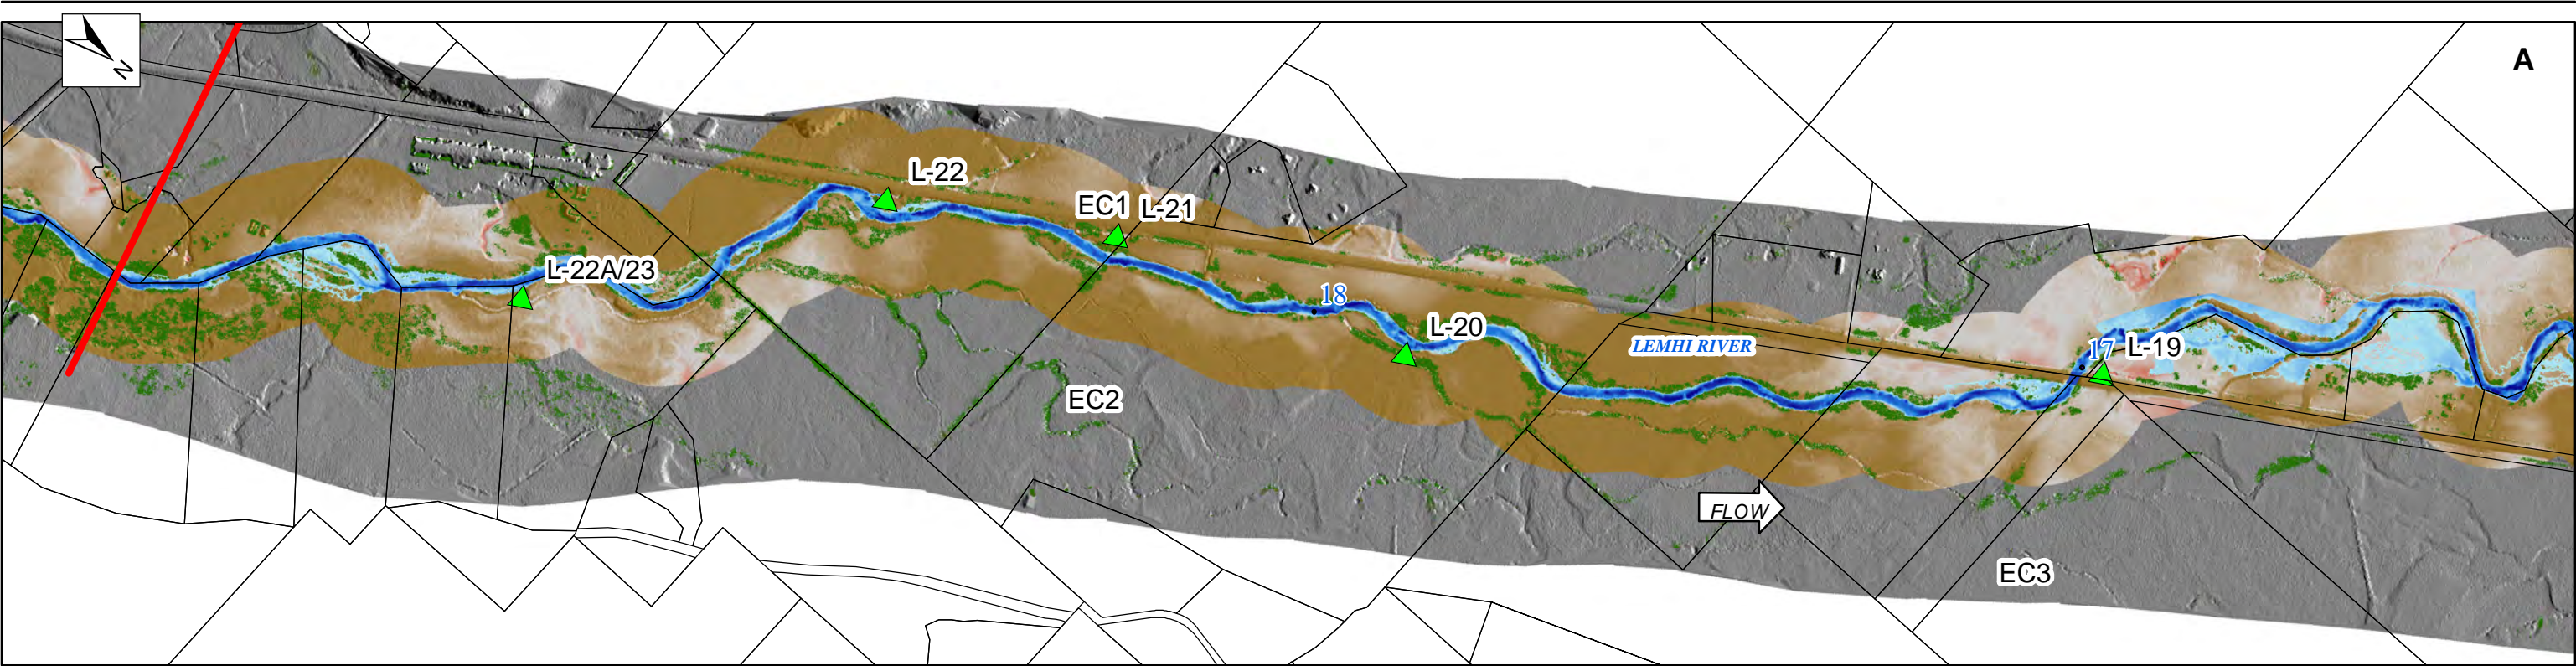 A
N
L-22
EC1 L-21
L-22A/23
18
L-20
LEMHI RIVER
17 L-19
EC2
FLOW
EC3